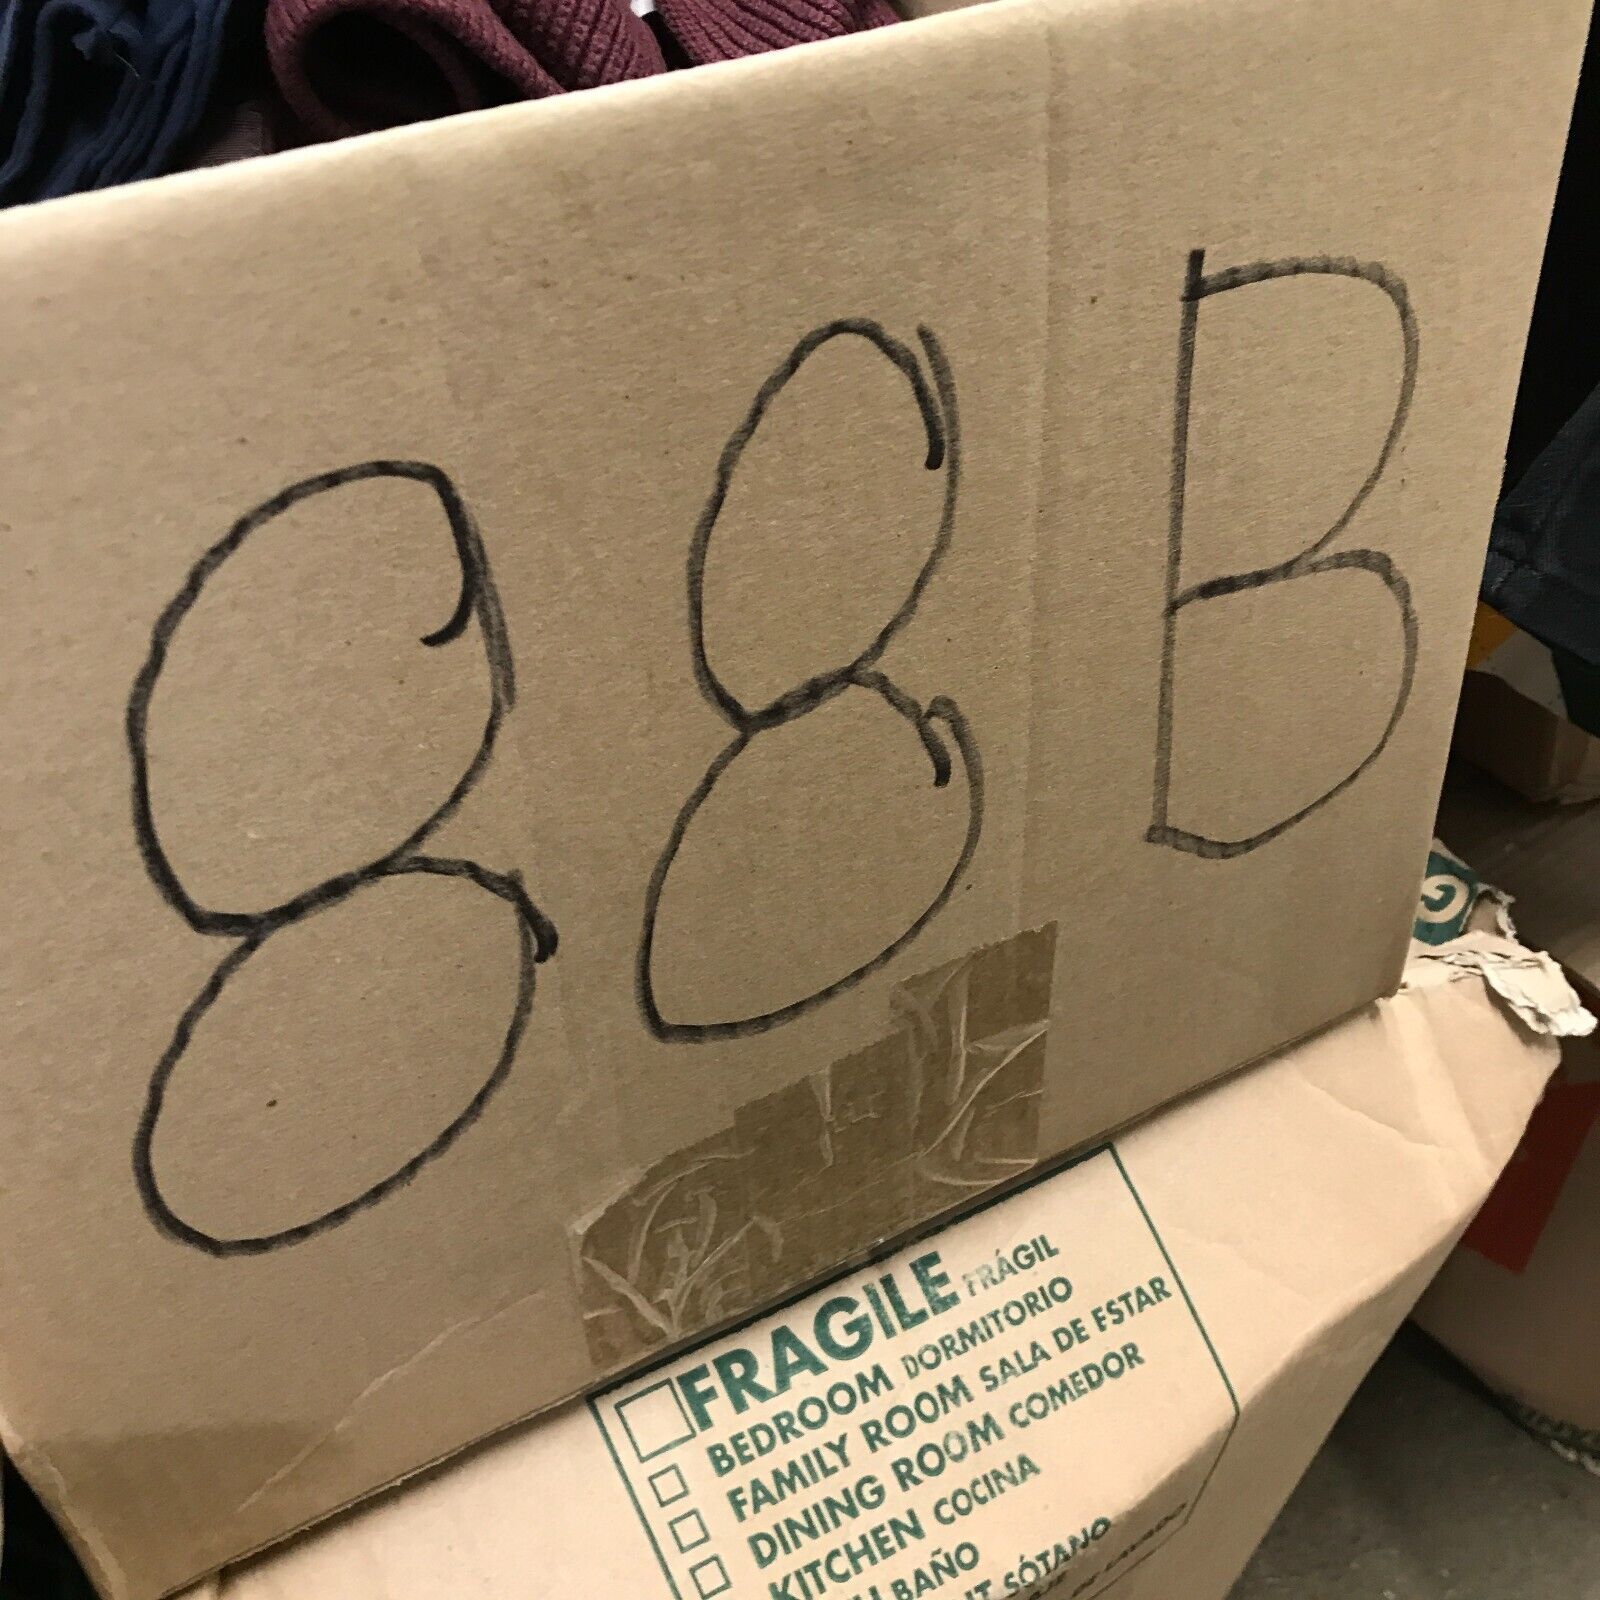 88B
FRAGILE FRÁGIL
BEDROOM DORMITORIO
FAMILY ROOM SALA DE ESTAR
DINING ROOM COMEDOR
KITCHEN COCINA
BAÑO
SÓTANO